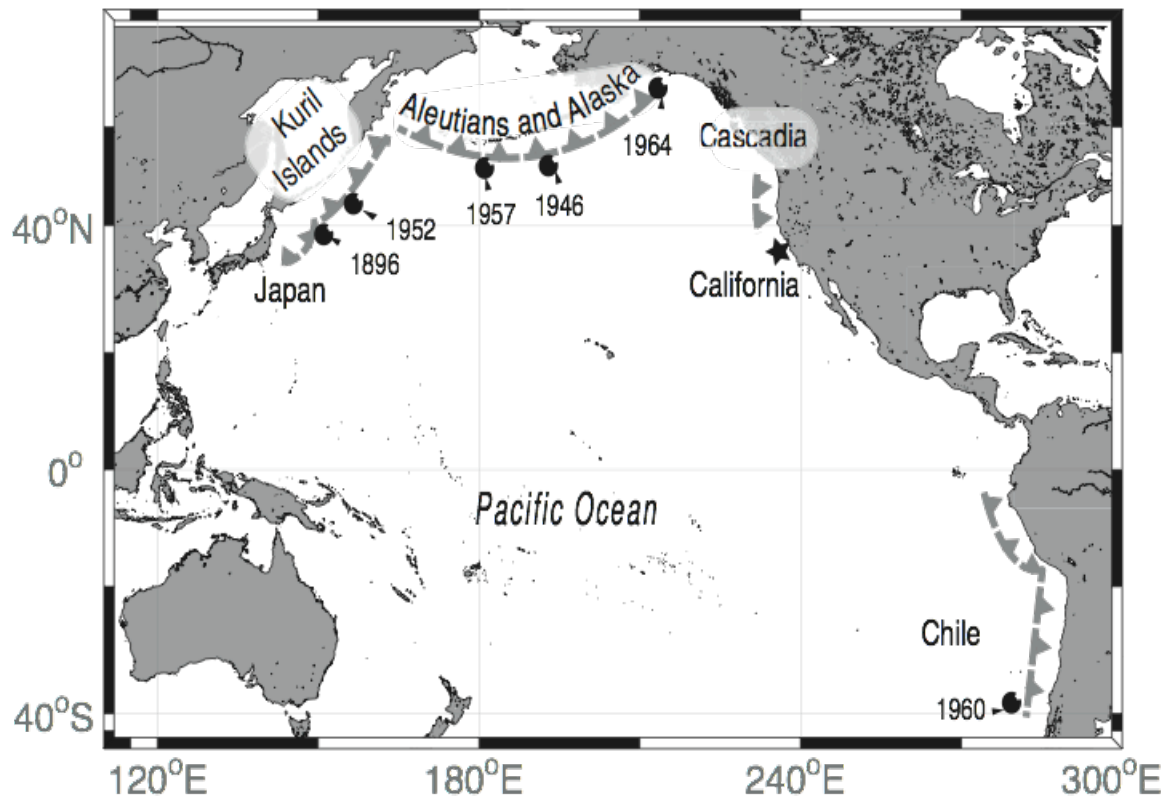 Kuril
Islands
Aleutians and Alaska
1964
Cascadia
1957
1946
40°N
1952
1896
California
Japan
0°
Pacific Ocean
Chile
1960
40°S
120°E
180°E
240°E
300°E